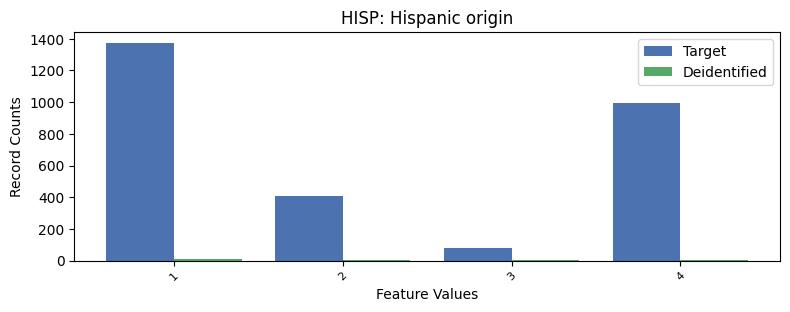 HISP: Hispanic origin
Target
Deidentified
Record Counts
1400
1200
1000
800
600
400
200
0
1
2
3
4
Feature Values